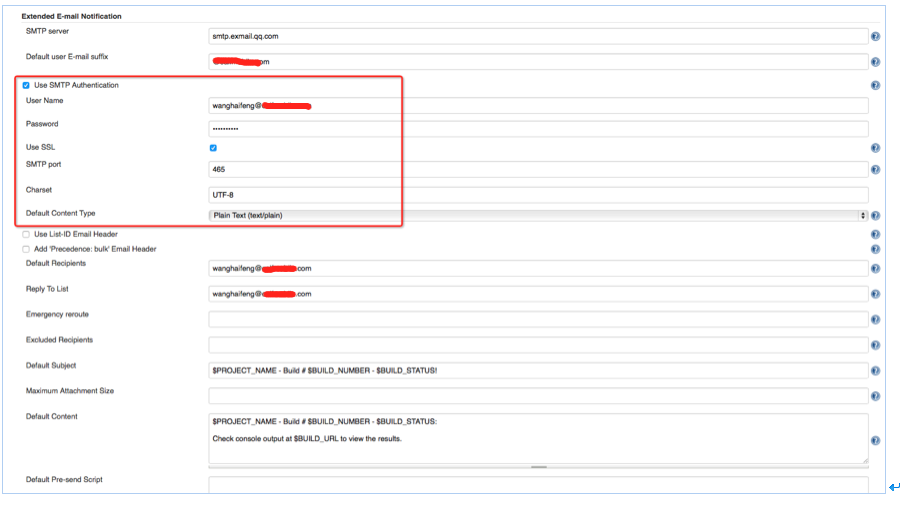 Extended E-mail Notification
SMTP server
smtp.exmail.qq.com
Default user E-mail suffix
om
Use SMTP Authentication
User Name
wanghaifeng@
Password
••••••••••
Use SSL
SMTP port
465
Charset
UTF-8
Default Content Type
Plain Text (text/plain)
Use List-ID Email Header
Add 'Precedence: bulk' Email Header
Default Recipients
wanghaifeng@ .com
Reply To List
wanghaifeng@ .com
Emergency reroute
Excluded Recipients
Default Subject
$PROJECT_NAME - Build # $BUILD_NUMBER - $BUILD_STATUS!
Maximum Attachment Size
Default Content
$PROJECT_NAME - Build # $BUILD_NUMBER - $BUILD_STATUS:
Check console output at $BUILD_URL to view the results.
Default Pre-send Script